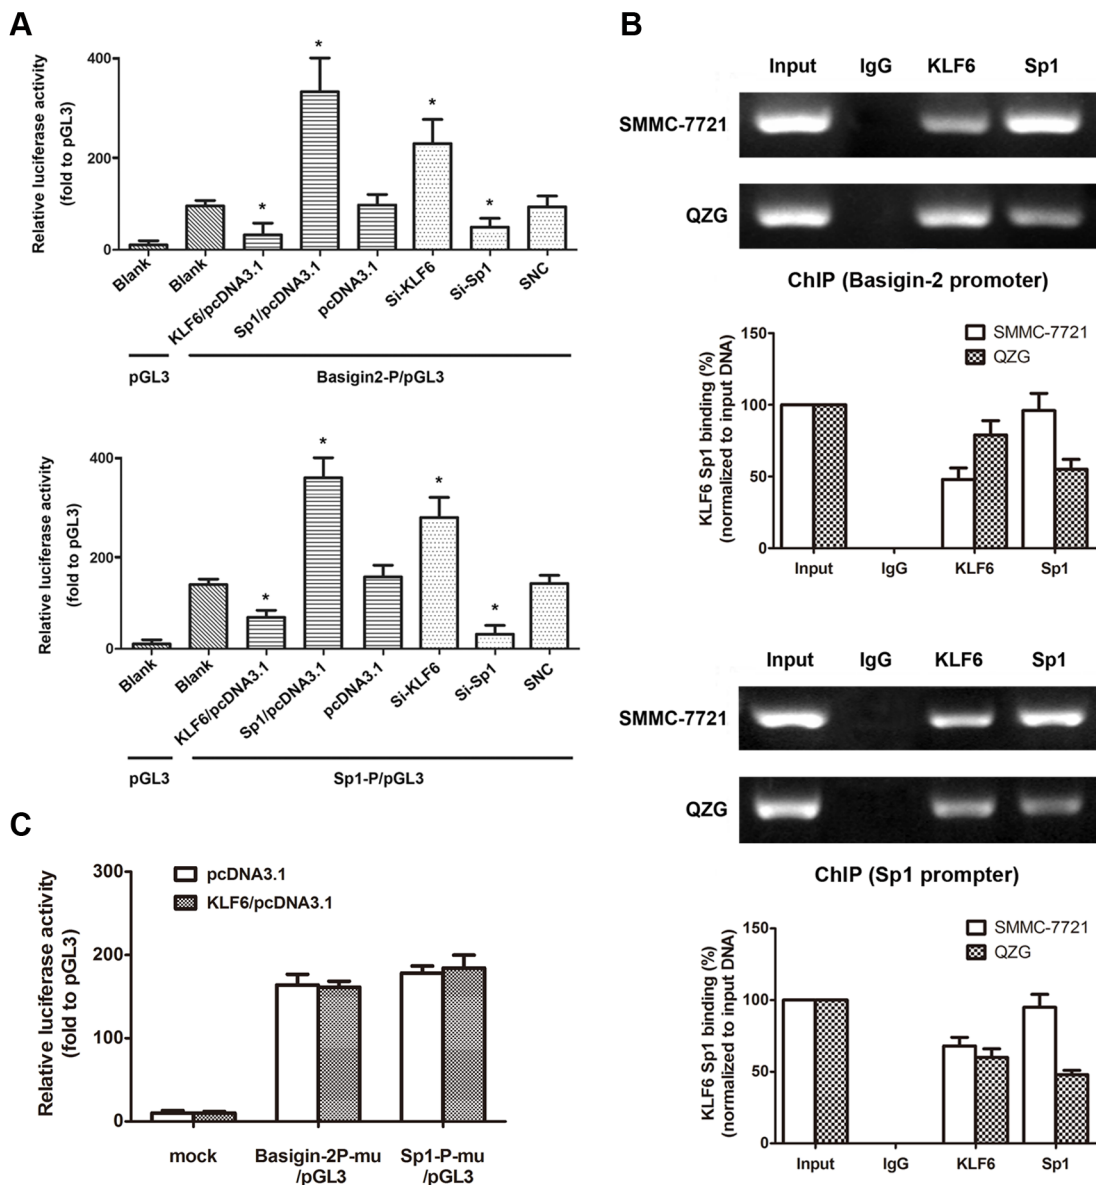 A
Relative luciferase activity
(fold to pGL3)
400
200
0
*
*
*
*
Blank
Blank
KLF6/pcDNA3.1
Sp1/pcDNA3.1
pcDNA3.1
Si-KLF6
Si-Sp1
SNC
pGL3
Basigin2-P/pGL3
Relative luciferase activity
(fold to pGL3)
400
200
0
*
*
*
*
Blank
Blank
KLF6/pcDNA3.1
Sp1/pcDNA3.1
pcDNA3.1
Si-KLF6
Si-Sp1
SNC
pGL3
Sp1-P/pGL3
B
Input IgG KLF6 Sp1
SMMC-7721
QZG
ChIP (Basigin-2 promoter)
KLF6 Sp1 binding (%)
(normalized to input DNA)
150
100
50
0
SMMC-7721
QZG
Input IgG KLF6 Sp1
Input IgG KLF6 Sp1
SMMC-7721
QZG
ChIP (Sp1 prompter)
KLF6 Sp1 binding (%)
(normalized to input DNA)
150
100
50
0
SMMC-7721
QZG
Input IgG KLF6 Sp1
C
Relative luciferase activity
(fold to pGL3)
300
200
100
0
pcDNA3.1
KLF6/pcDNA3.1
mock
Basigin-2P-mu
/pGL3
Sp1-P-mu
/pGL3